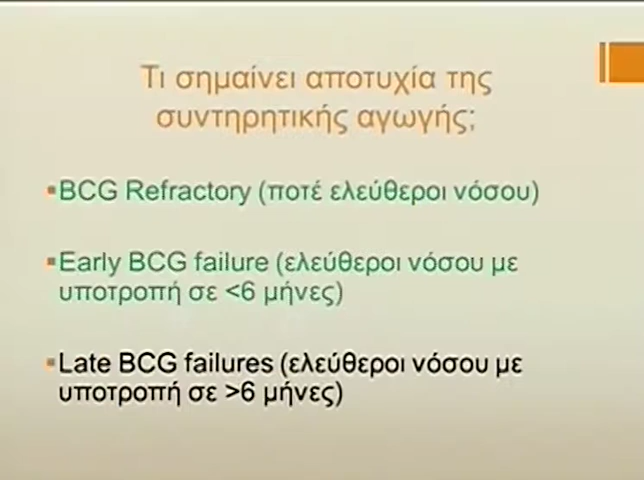 Τι σημαίνει αποτυχία της
συντηρητικής αγωγής;
▪BCG Refractory (ποτέ ελεύθεροι νόσου)
▪Early BCG failure (ελεύθεροι νόσου με
υποτροπή σε <6 μήνες)
▪Late BCG failures (ελεύθεροι νόσου με
υποτροπή σε >6 μήνες)